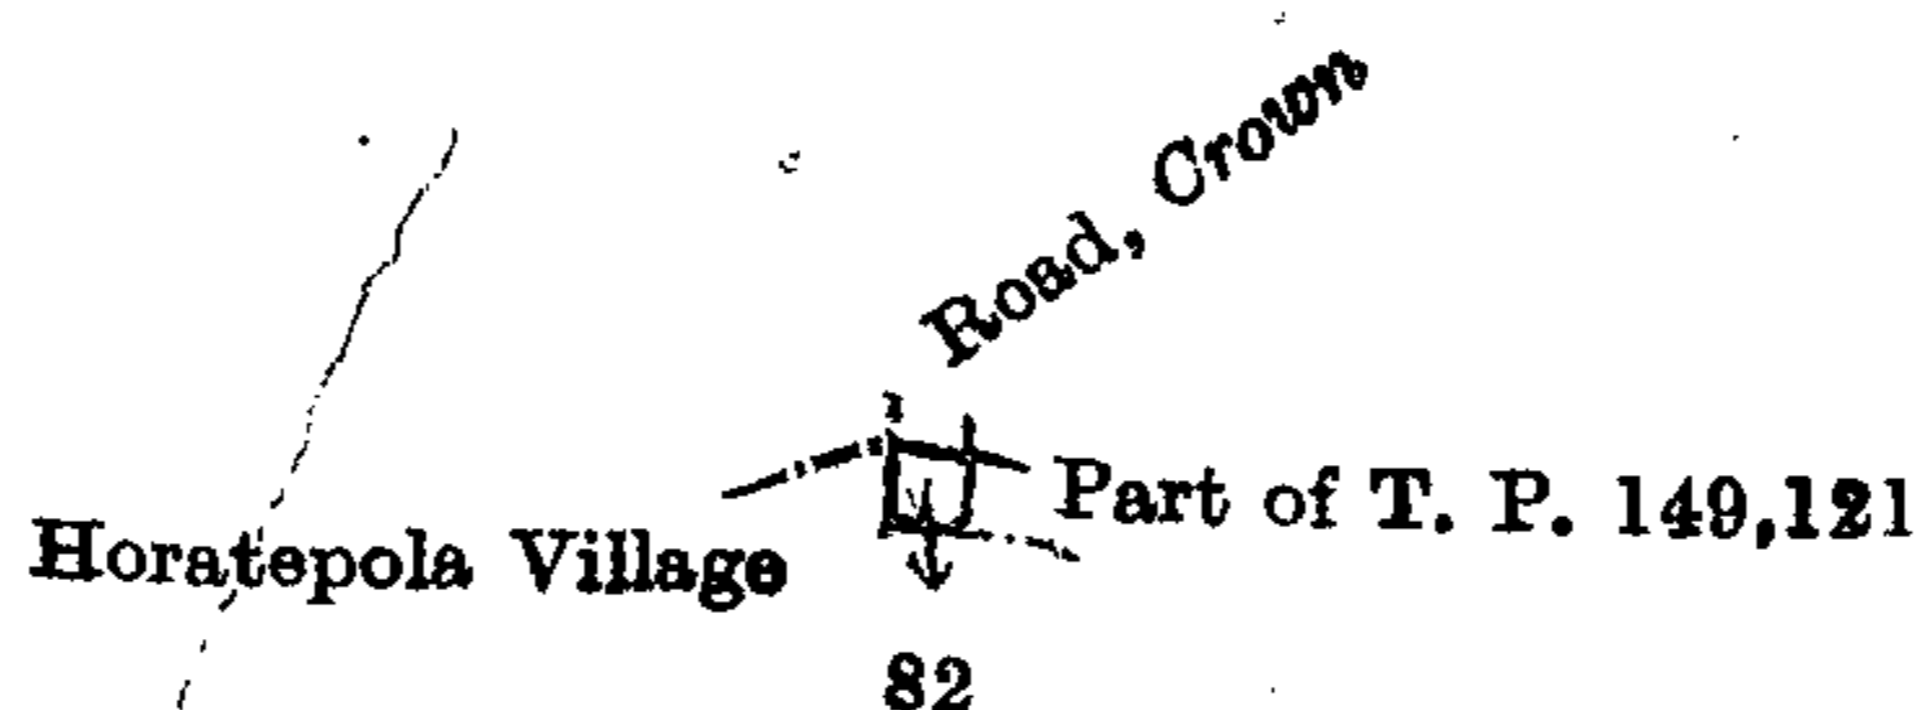 Road, Crown
Part of T. P. 149,121
Horatepola Village
82